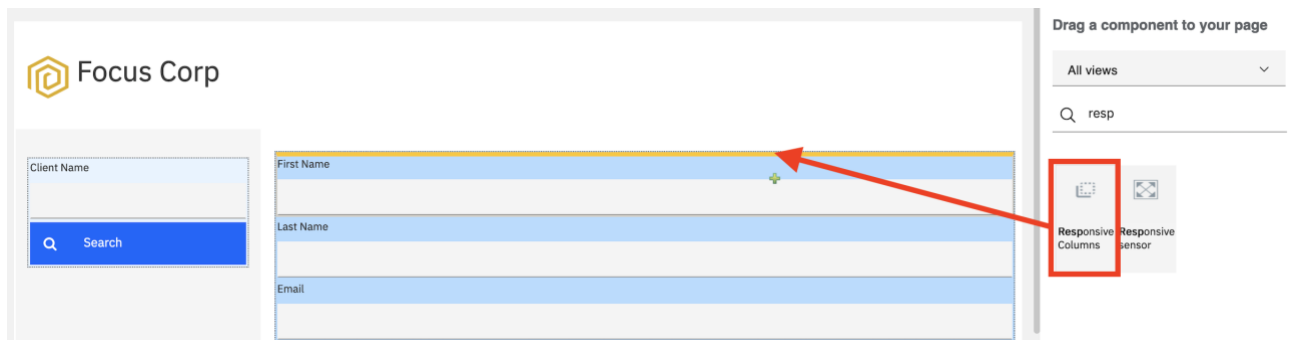 Drag a component to your page
Focus Corp
All views
resp
Client Name
First Name
Search
Last Name
Responsive Responsive
Columns sensor
Email